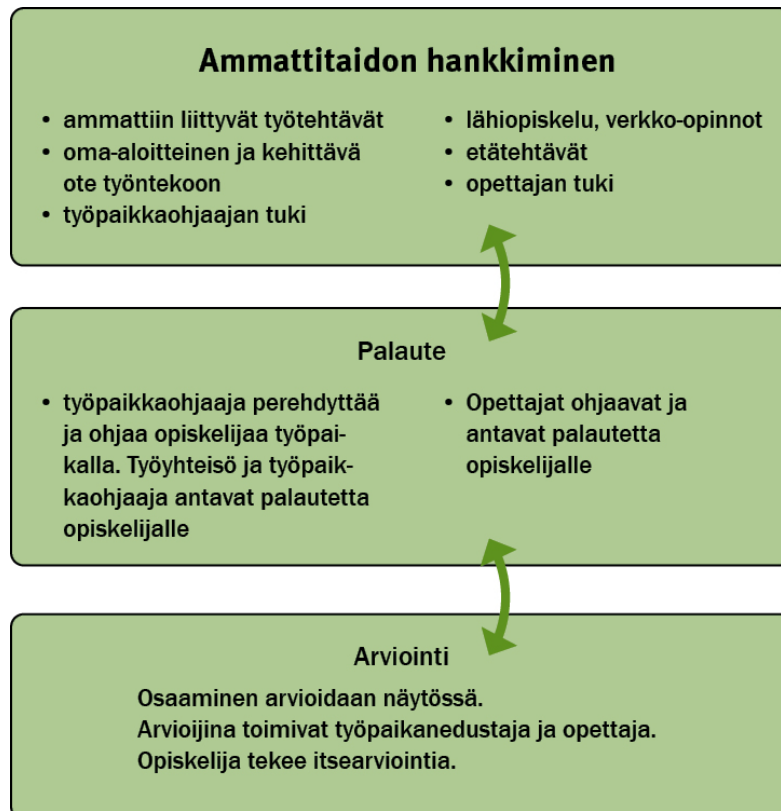 Ammattitaidon hankkiminen
• ammattiin liittyvät työtehtävät
• oma-aloitteinen ja kehittävä
ote työntekoon
• työpaikkaohjaajan tuki
• lähiopiskelu, verkko-opinnot
• etätehtävät
• opettajan tuki
Palaute
• työpaikkaohjaaja perehdyttää
ja ohjaa opiskelijaa työpai-
kalla. Työyhteisö ja työpaik-
kaohjaaja antavat palautetta
opiskelijalle
• Opettajat ohjaavat ja
antavat palautetta
opiskelijalle
Arviointi
Osaaminen arvioidaan näytössä.
Arvioijina toimivat työpaikanedustaja ja opettaja.
Opiskelija tekee itsearviointia.